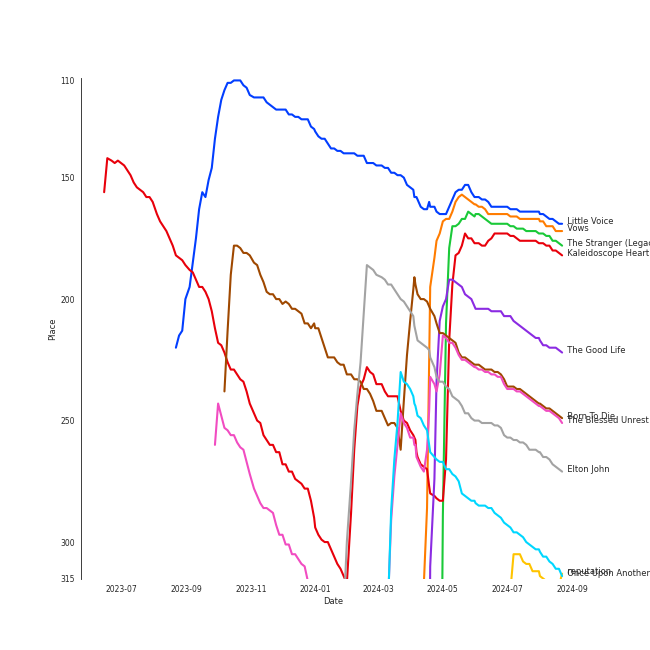 110
150
200
250
300
315
Place
2023-07
2023-09
2023-11
2024-01
2024-03
2024-05
2024-07
2024-09
Date
Little Voice
Vows
The Stranger (Legac
Kaleidoscope Heart
The Good Life
Born To Die
The Blessed Unrest
Elton John
reputation
Once Upon Another